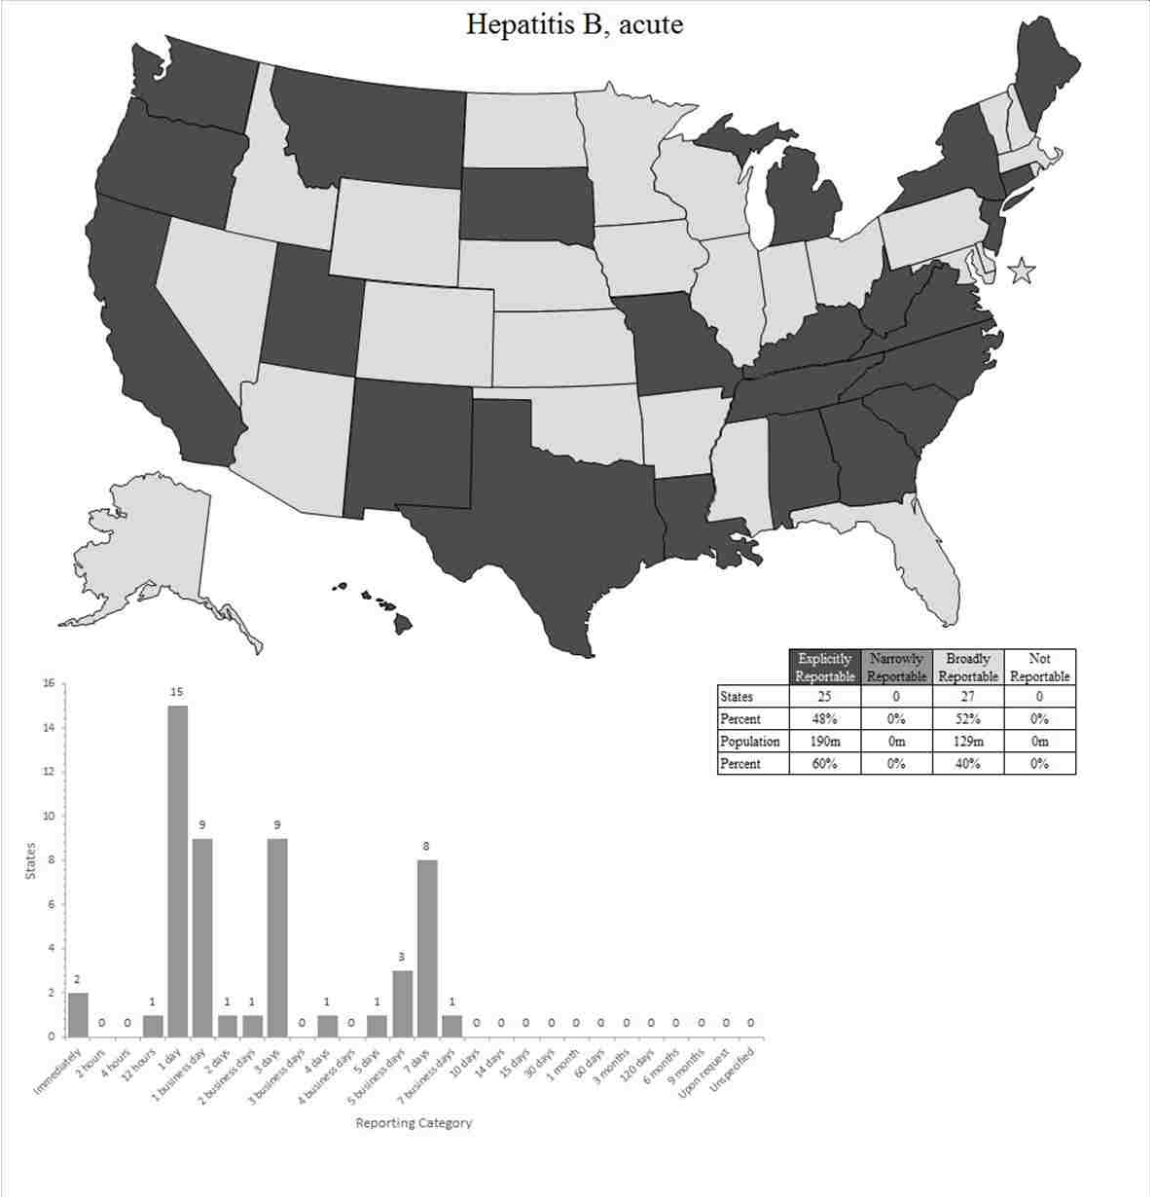 Hepatitis B, acute
Explicitly Reportable Narrowly Reportable Broadly Reportable Not Reportable
States 25 0 27 0
Percent 48% 0% 52% 0%
Population 190m 0m 129m 0m
Percent 60% 0% 40% 0%
16
14
12
10
8
6
4
2
0
States
2 0 0 1 15 9 1 1 9 0 1 0 1 3 8 1 0 0 0 0 0 0 0 0 0 0 0 0
Immediately
2 hours
4 hours
12 hours
1 day
1 business day
2 days
2 business days
3 days
3 business days
4 days
4 business days
5 days
5 business days
7 days
7 business days
10 days
14 days
15 days
30 days
1 month
60 days
3 months
120 days
6 months
9 months
Upon request
Unspecified
Reporting Category